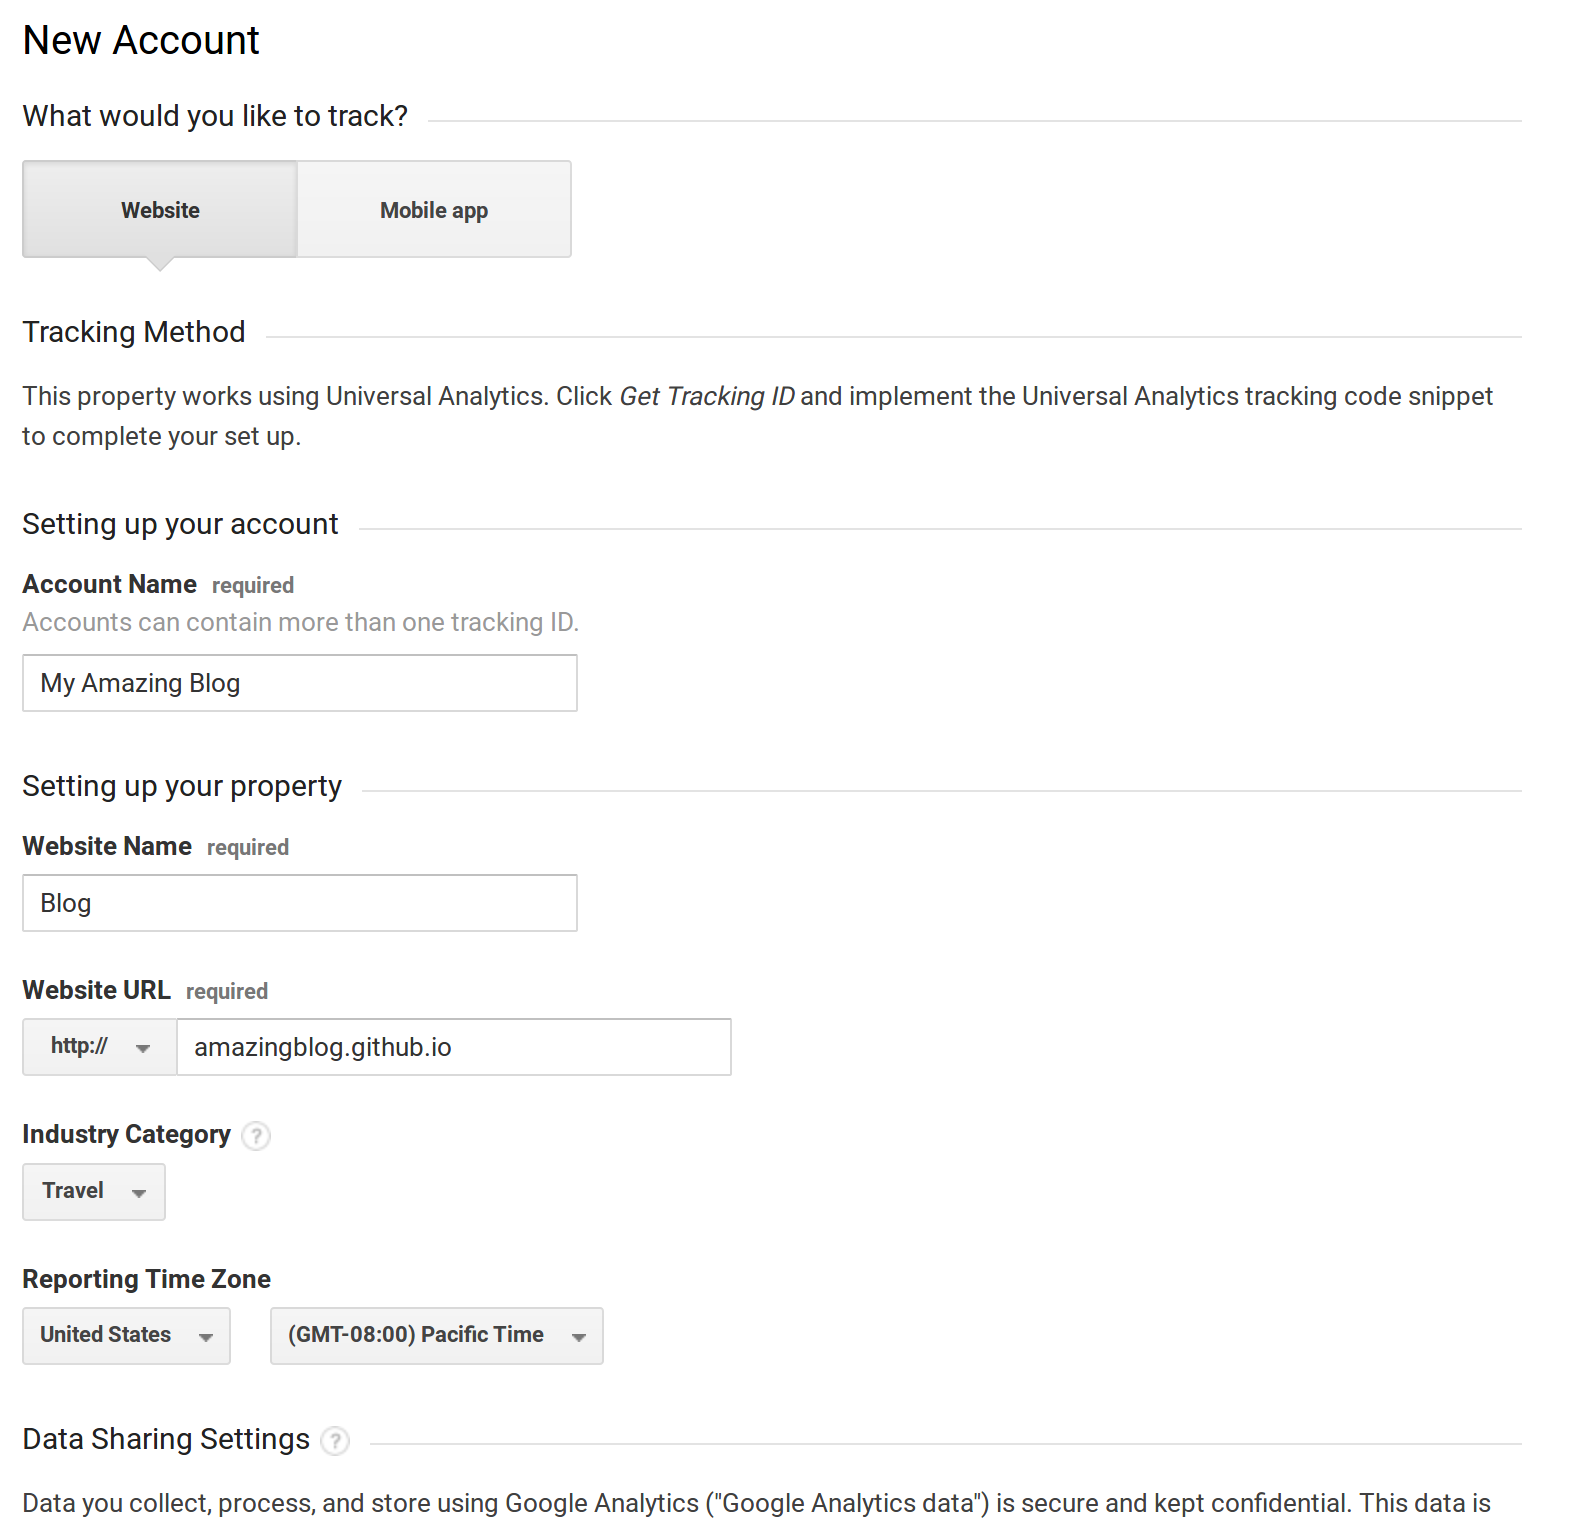 New Account
What would you like to track?
Website
Mobile app
Tracking Method
This property works using Universal Analytics. Click Get Tracking ID and implement the Universal Analytics tracking code snippet
to complete your set up.
Setting up your account
Account Name required
Accounts can contain more than one tracking ID.
My Amazing Blog
Setting up your property
Website Name required
Blog
Website URL required
http:// amazingblog.github.io
Industry Category ?
Travel
Reporting Time Zone
United States (GMT-08:00) Pacific Time
Data Sharing Settings ?
Data you collect, process, and store using Google Analytics ("Google Analytics data") is secure and kept confidential. This data is